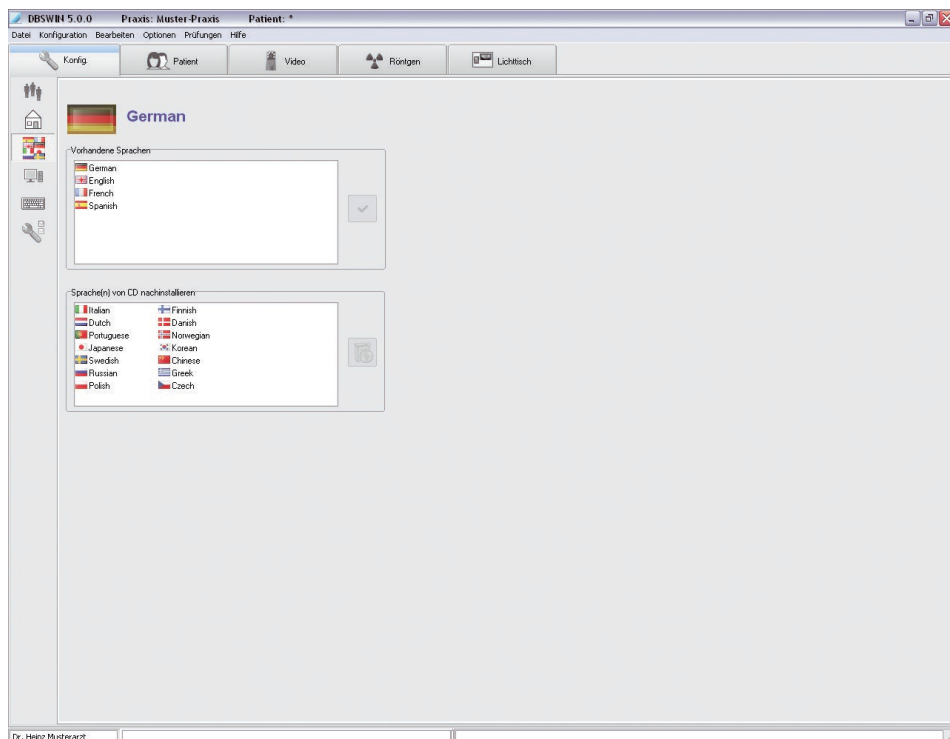 DBSWIN 5.0.0 Praxis: Muster-Praxis Patient: *
Datei Konfiguration Bearbeiten Optionen Prüfungen Hilfe
Konfig. Patient Video Röntgen Lichttisch
German
Vorhandene Sprachen
German
English
French
Spanish
Sprache(n) von CD nachinstallieren
Italian Finnish
Dutch Danish
Portuguese Norwegian
Japanese Korean
Swedish Chinese
Russian Greek
Polish Czech
Dr. Heinz Musterarzt